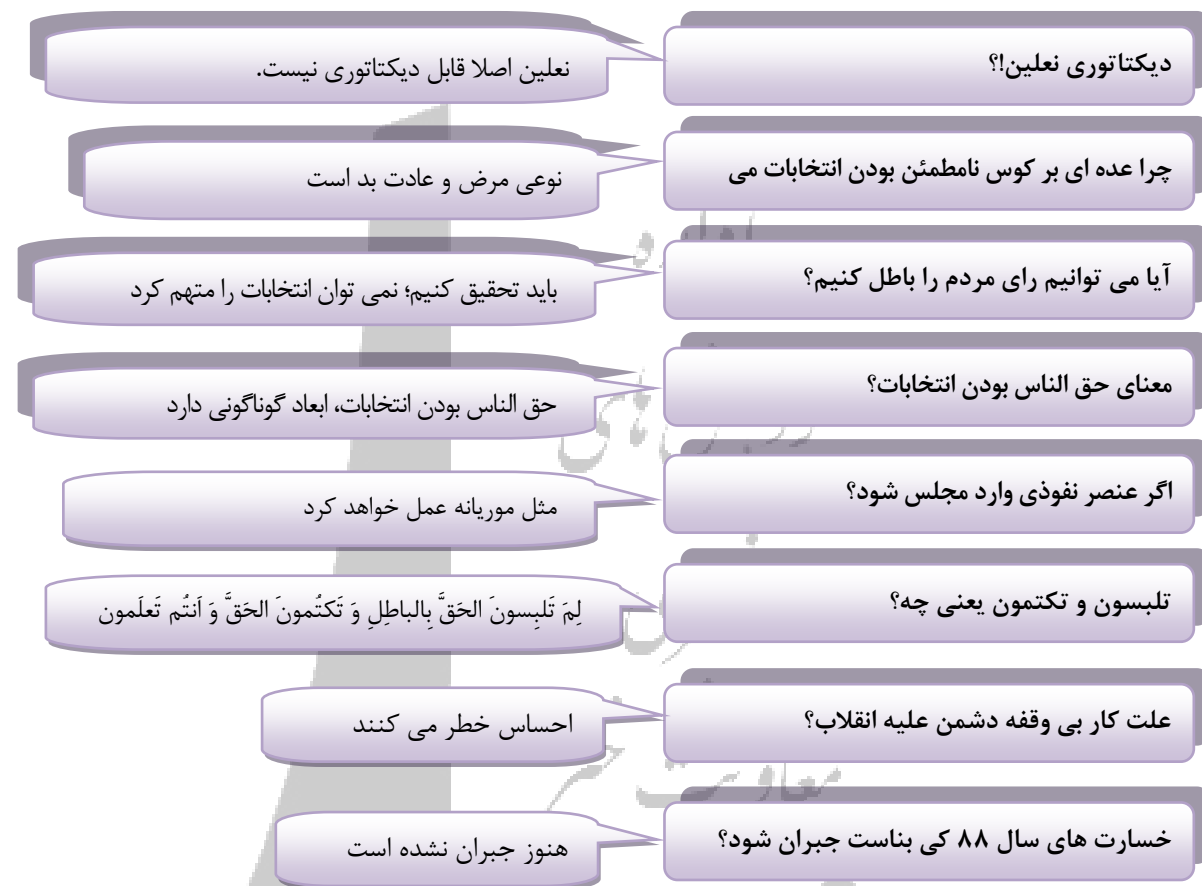 دیکتاتوری نعلین!؟
نعلین اصلا قابل دیکتاتوری نیست.
چرا عده ای بر کوس نامطمئن بودن انتخابات می
نوعی مرض و عادت بد است
آیا می توانیم رای مردم را باطل کنیم؟
باید تحقیق کنیم؛ نمی توان انتخابات را متهم کرد
معنای حق الناس بودن انتخابات؟
حق الناس بودن انتخابات، ابعاد گوناگونی دارد
اگر عنصر نفوذی وارد مجلس شود؟
مثل موریانه عمل خواهد کرد
تلبسون و تکتمون یعنی چه؟
لِمَ تَلبِسونَ الحَقَّ بِالباطِلِ وَ تَکتُمونَ الحَقَّ وَ اَنتُم تَعلَمون
علت کار بی وقفه دشمن علیه انقلاب؟
احساس خطر می کنند
خسارت های سال ۸۸ کی بناست جبران شود؟
هنوز جبران نشده است
معاونت